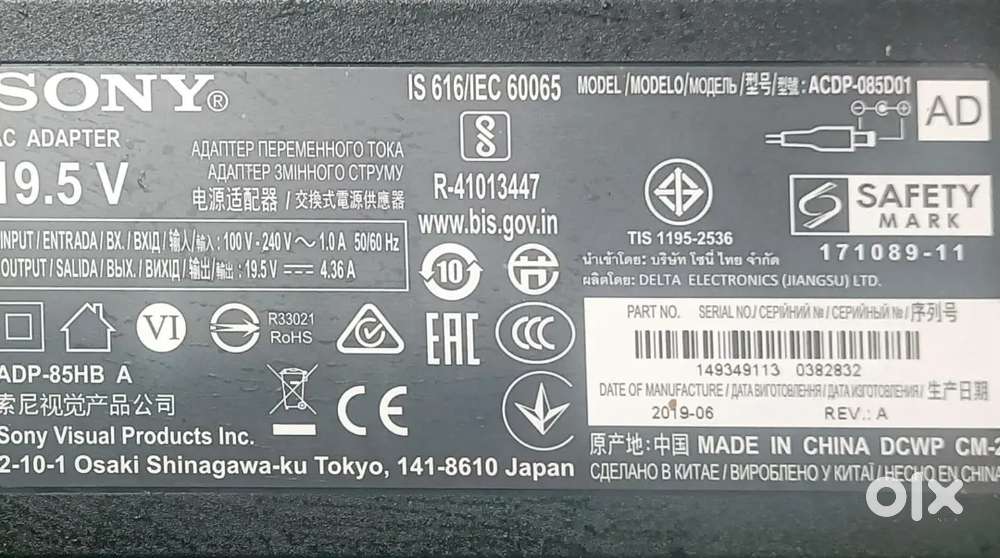 SONY®
AC ADAPTER
19.5 V
АДАПТЕР ПЕРЕМЕННОГО ТОКА
АДАПТЕР ЗМІННОГО СТРУМУ
电源适配器 / 交換式電源供應器
INPUT / ENTRADA / ВХ. / ВХІД / 输入 / 輸入 : 100 V - 240 V ~ 1.0 A 50/60 Hz
OUTPUT / SALIDA / ВЫХ. / ВИХІД / 输出 / 輸出 : 19.5 V 4.36 A
VI
R33021
RoHS
ADP-85HB A
索尼视觉产品公司
Sony Visual Products Inc.
2-10-1 Osaki Shinagawa-ku Tokyo, 141-8610 Japan
IS 616/IEC 60065
R-41013447
www.bis.gov.in
10
EAC
CCC
CE
MODEL / MODELO / МОДЕЛЬ / 型号 / 型號 : ACDP-085D01
AD
TIS 1195-2536
SAFETY
MARK
171089-11
นำเข้าโดย: บริษัท โซนี่ ไทย จำกัด
ผลิตโดย: DELTA ELECTRONICS (JIANGSU) LTD.
PART NO. SERIAL NO./ СЕРІЙНИЙ №/ СЕРИЙНЫЙ №/ 序列号
149349113 0382832
DATE OF MANUFACTURE / ДАТА ВИГОТОВЛЕННЯ / ДАТА ИЗГОТОВЛЕНИЯ / 生产日期
2019-06 REV.: A
原产地: 中国 MADE IN CHINA DCWP CM-2
СДЕЛАНО В КИТАЕ / ВИРОБЛЕНО У КИТАЇ / HECHO EN CHINA
olx